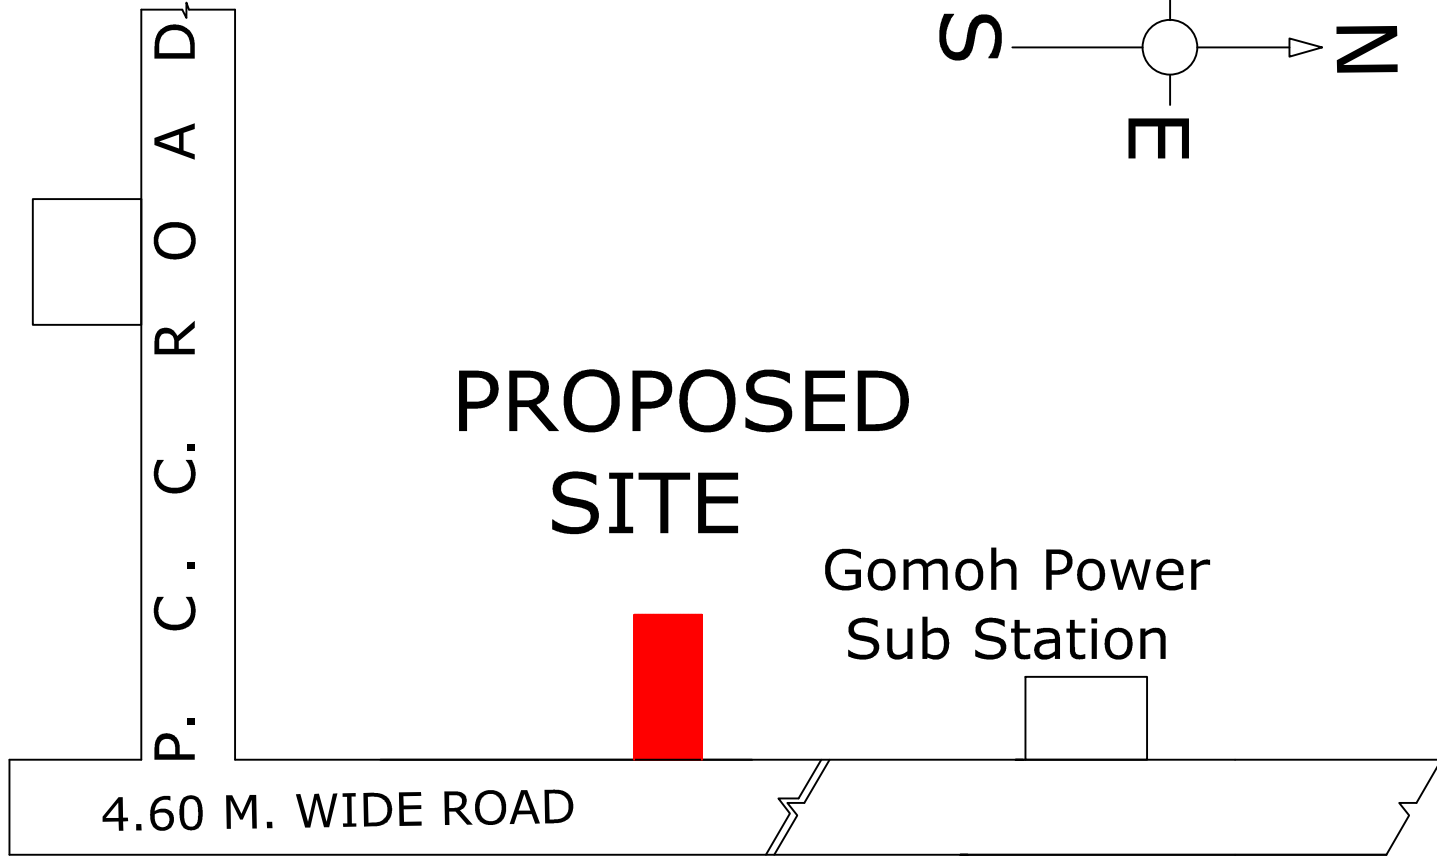 S
N
E
P. C. C. ROAD
PROPOSED
SITE
Gomoh Power
Sub Station
4.60 M. WIDE ROAD